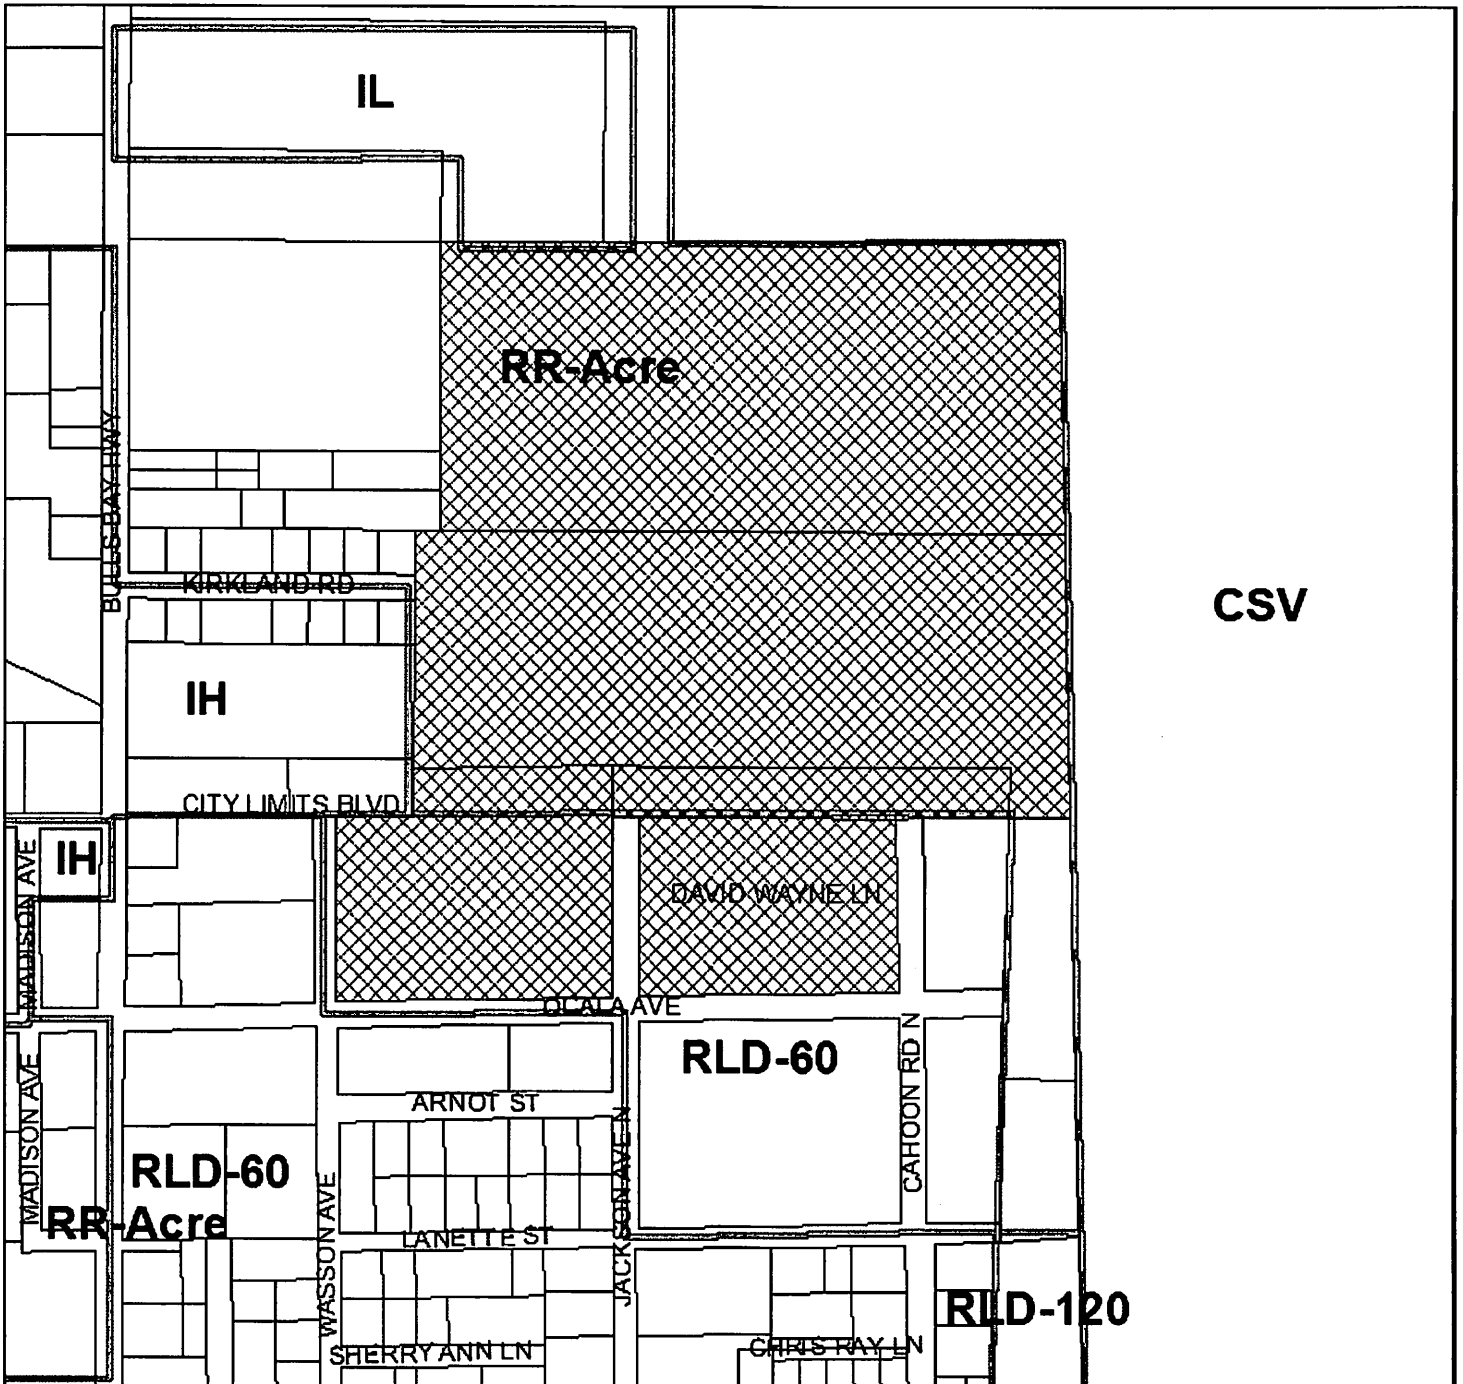 IL
RR-Acre
BULLS BAY HWY
KIRKLAND RD
CSV
IH
CITY LIMITS BLVD
IH
MADISON AVE
DAVID WAYNE LN
OCALA AVE
RLD-60
CAHOON RD N
MADISON AVE
ARNOT ST
JACKSON AVE N
RLD-60
WASSON AVE
RR-Acre
LANETTE ST
RLD-120
SHERRY ANN LN
CHRIS RAY LN